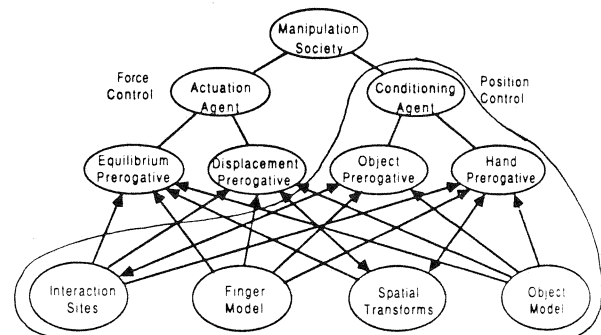 Manipulation
Society
Force
Control
Actuation
Agent
Conditioning
Agent
Position
Control
Equilibrium
Prerogative
Displacement
Prerogative
Object
Prerogative
Hand
Prerogative
Interaction
Sites
Finger
Model
Spatial
Transforms
Object
Model